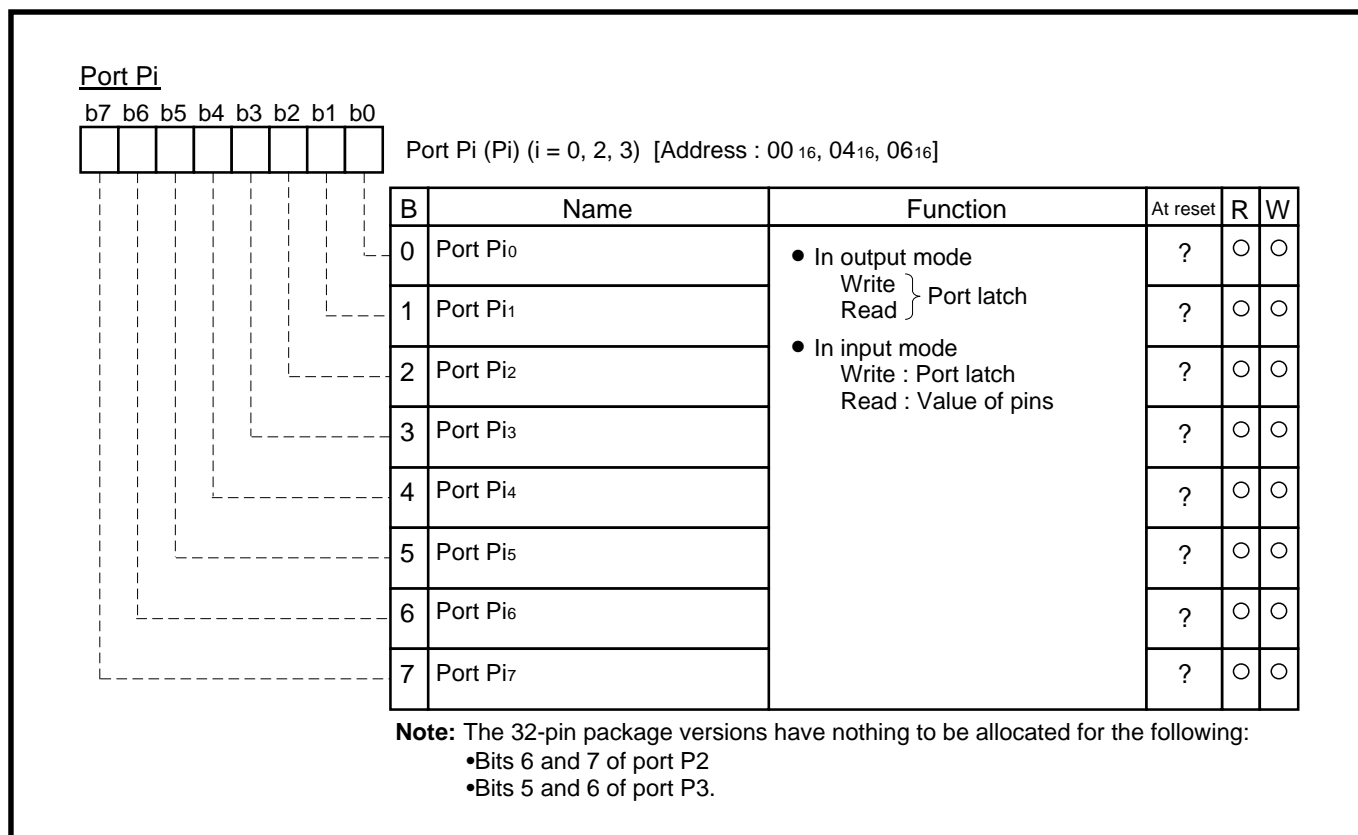 Port Pi
b7 b6 b5 b4 b3 b2 b1 b0
Port Pi (Pi) (i = 0, 2, 3) [Address : 00 16, 0416, 0616]
B Name Function At reset R W
0 Port Pi0 ? ○ ○
● In output mode
Write
Read } Port latch
1 Port Pi1 ? ○ ○
● In input mode
Write : Port latch
Read : Value of pins
2 Port Pi2 ? ○ ○
3 Port Pi3 ? ○ ○
4 Port Pi4 ? ○ ○
5 Port Pi5 ? ○ ○
6 Port Pi6 ? ○ ○
7 Port Pi7 ? ○ ○
Note: The 32-pin package versions have nothing to be allocated for the following:
•Bits 6 and 7 of port P2
•Bits 5 and 6 of port P3.